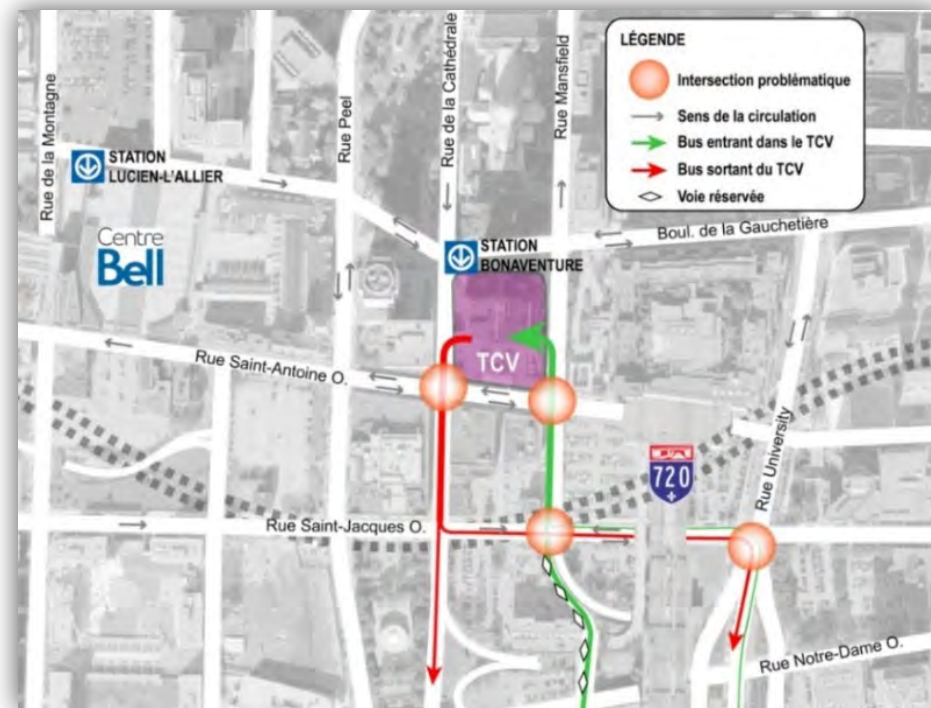 LÉGENDE
Intersection problématique
Sens de la circulation
Bus entrant dans le TCV
Bus sortant du TCV
Voie réservée
Rue de la Montagne
Rue Peel
Rue de la Cathédrale
Rue Mansfield
STATION
LUCIEN-L'ALLIER
Centre
Bell
STATION
BONAVENTURE
Boul. de la Gauchetière
TCV
Rue Saint-Antoine O.
720
Rue University
Rue Saint-Jacques O.
Rue Notre-Dame O.